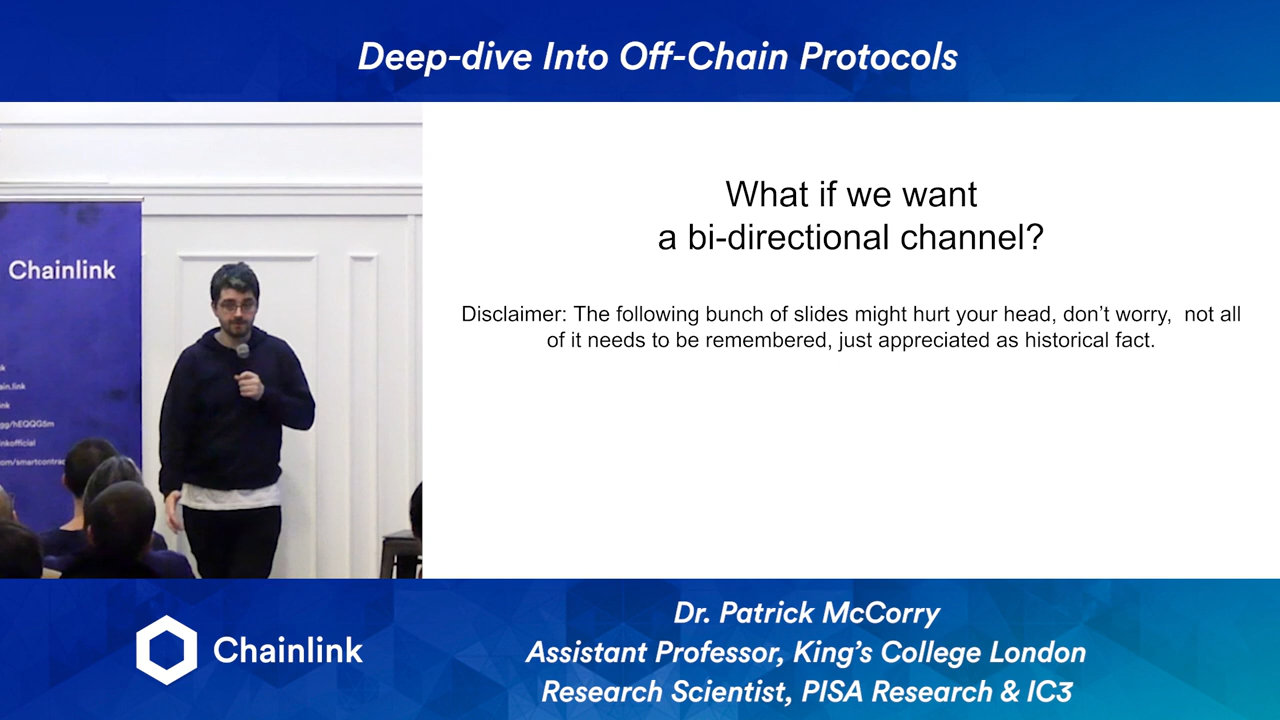 Deep-dive Into Off-Chain Protocols
Chainlink
gg/hEQQG5m
What if we want
a bi-directional channel?
Disclaimer: The following bunch of slides might hurt your head, don't worry, not all
of it needs to be remembered, just appreciated as historical fact.
Chainlink
Dr. Patrick McCorry
Assistant Professor, King's College London
Research Scientist, PISA Research & IC3